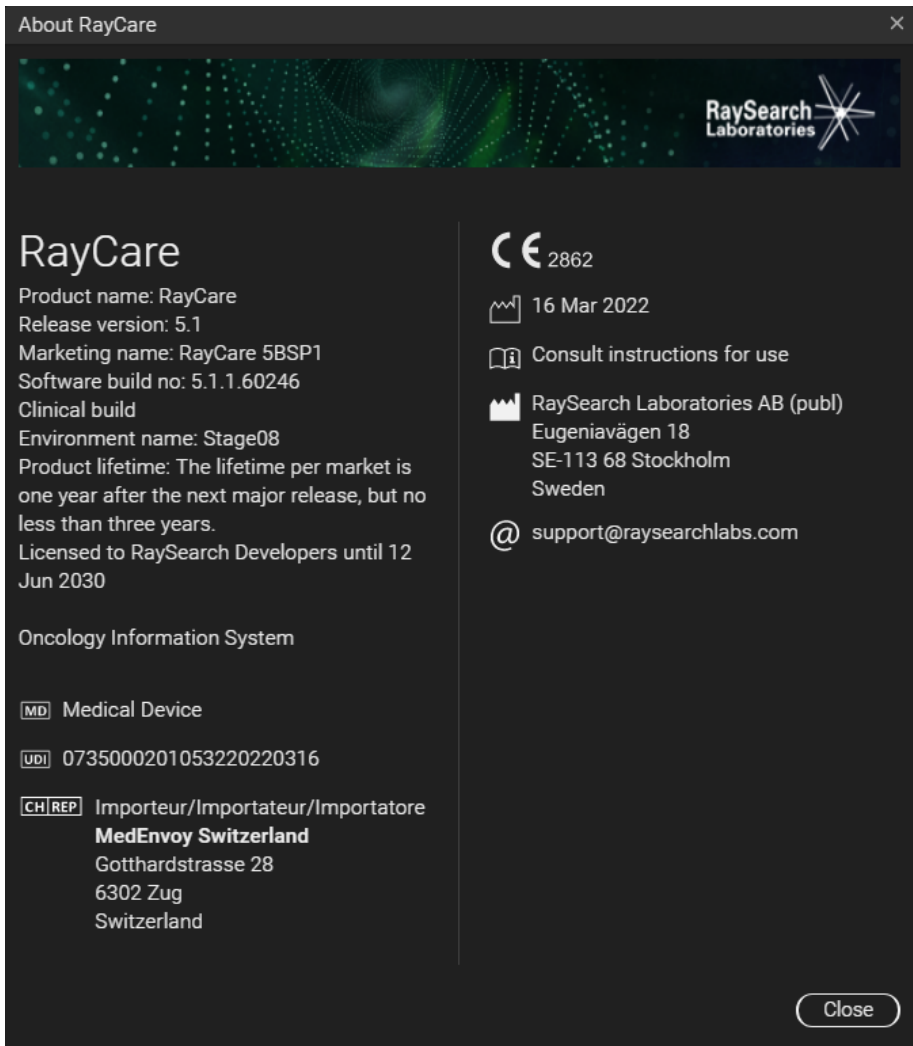 About RayCare
RaySearch
Laboratories
RayCare
Product name: RayCare
Release version: 5.1
Marketing name: RayCare 5BSP1
Software build no: 5.1.1.60246
Clinical build
Environment name: Stage08
Product lifetime: The lifetime per market is
one year after the next major release, but no
less than three years.
Licensed to RaySearch Developers until 12
Jun 2030
Oncology Information System
MD Medical Device
UDI 0735000201053220220316
CH REP Importeur/Importateur/Importatore
MedEnvoy Switzerland
Gotthardstrasse 28
6302 Zug
Switzerland
CE 2862
16 Mar 2022
Consult instructions for use
RaySearch Laboratories AB (publ)
Eugeniavägen 18
SE-113 68 Stockholm
Sweden
@ support@raysearchlabs.com
Close